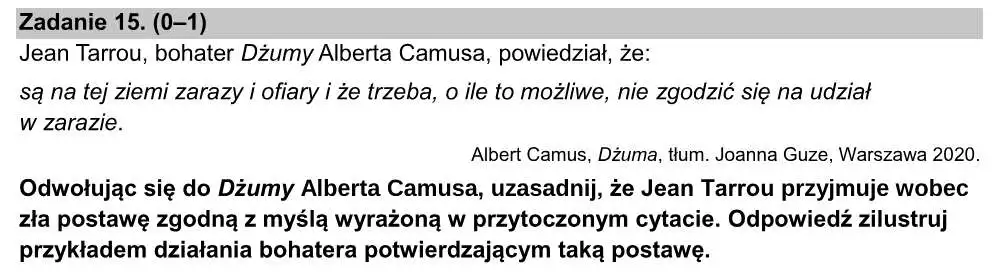 Zadanie 15. (0–1)
Jean Tarrou, bohater Dżumy Alberta Camusa, powiedział, że:
są na tej ziemi zarazy i ofiary i że trzeba, o ile to możliwe, nie zgodzić się na udział
w zarazie.
Albert Camus, Dżuma, tłum. Joanna Guze, Warszawa 2020.
Odwołując się do Dżumy Alberta Camusa, uzasadnij, że Jean Tarrou przyjmuje wobec
zła postawę zgodną z myślą wyrażoną w przytoczonym cytacie. Odpowiedź zilustruj
przykładem działania bohatera potwierdzającym taką postawę.